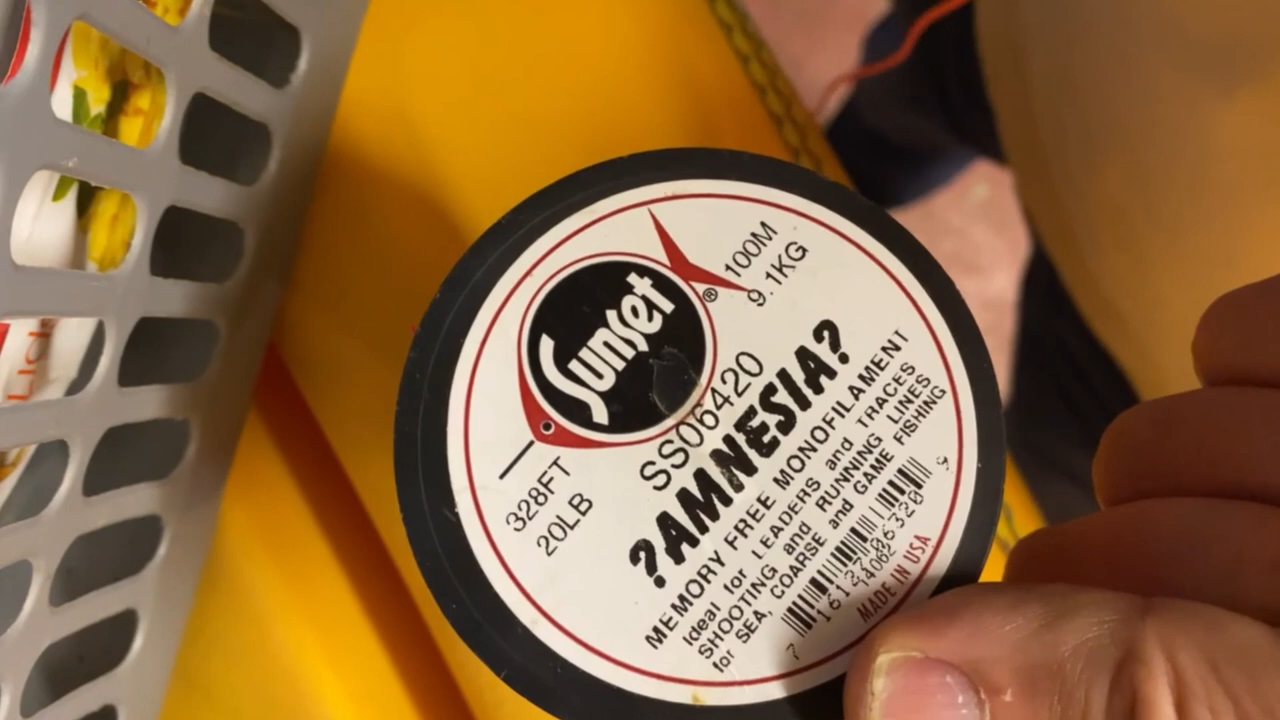 Sunset
®
100M
9.1KG
328FT
20LB
SS06420
?AMNESIA?
MEMORY FREE MONOFILAMENT
Ideal for LEADERS and TRACES
SHOOTING and RUNNING LINES
for SEA, COARSE and GAME FISHING
MADE IN USA